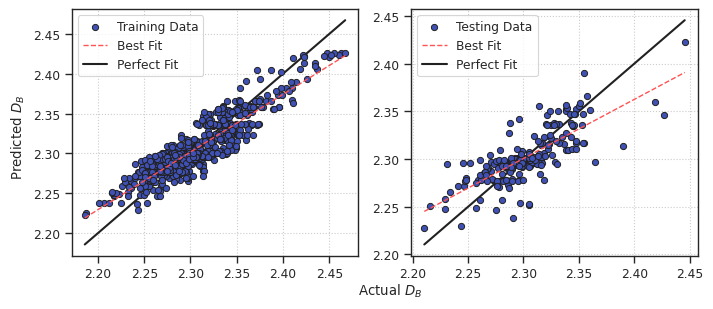 Training Data
Best Fit
Perfect Fit
2.45
2.40
2.35
2.30
2.25
2.20
Predicted D_B
2.20 2.25 2.30 2.35 2.40 2.45
Testing Data
Best Fit
Perfect Fit
2.45
2.40
2.35
2.30
2.25
2.20
2.20 2.25 2.30 2.35 2.40 2.45
Actual D_B